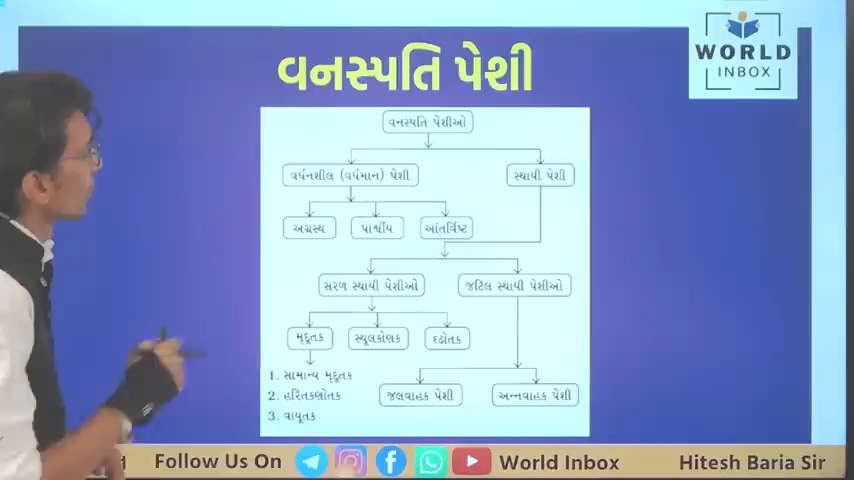 વનસ્પતિ પેશી
WORLD
INBOX
વનસ્પતિ પેશીઓ
વર્ધનશીલ (વર્ધમાન) પેશી
સ્થાયી પેશી
અગ્રસ્થ
પાર્શ્વીય
આંતર્વિષ્ટ
સરળ સ્થાયી પેશીઓ
જટિલ સ્થાયી પેશીઓ
મૃદૂતક
સ્થૂલકોણક
દૃઢોતક
1. સામાન્ય મૃદૂતક
2. હરિતકણોતક
3. વાયૂતક
જલવાહક પેશી
અન્નવાહક પેશી
Follow Us On
World Inbox
Hitesh Baria Sir